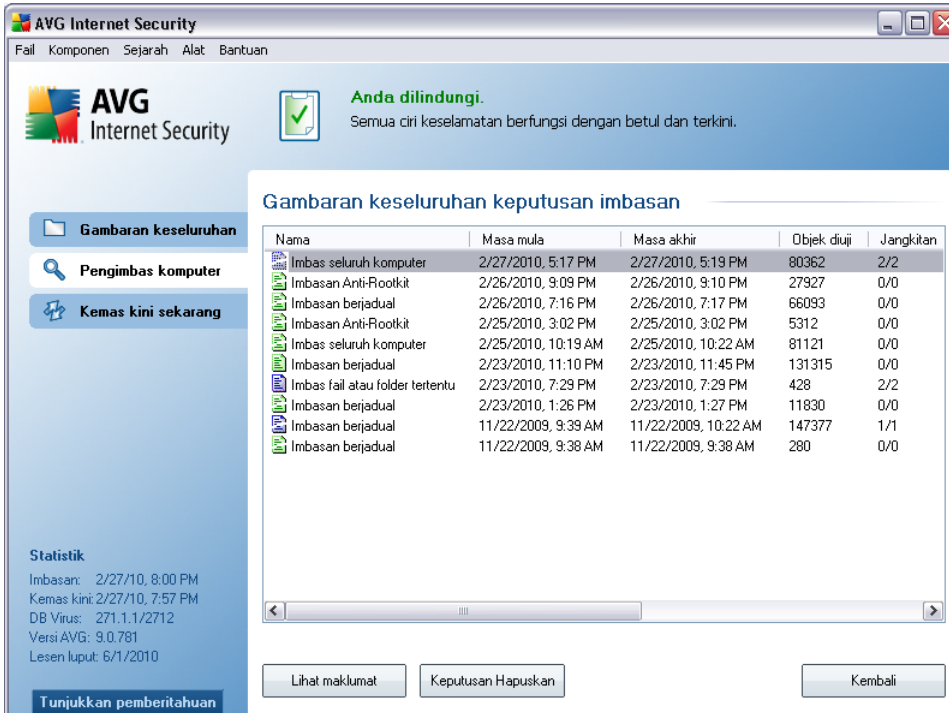 AVG Internet Security
Fail Komponen Sejarah Alat Bantuan
AVG
Internet Security
Anda dilindungi.
Semua ciri keselamatan berfungsi dengan betul dan terkini.
Gambaran keseluruhan
Pengimbas komputer
Kemas kini sekarang
Gambaran keseluruhan keputusan imbasan
Nama Masa mula Masa akhir Objek diuji Jangkitan
Imbas seluruh komputer 2/27/2010, 5:17 PM 2/27/2010, 5:19 PM 80362 2/2
Imbasan Anti-Rootkit 2/26/2010, 9:09 PM 2/26/2010, 9:10 PM 27927 0/0
Imbasan berjadual 2/26/2010, 7:16 PM 2/26/2010, 7:17 PM 66093 0/0
Imbasan Anti-Rootkit 2/25/2010, 3:02 PM 2/25/2010, 3:02 PM 5312 0/0
Imbas seluruh komputer 2/25/2010, 10:19 AM 2/25/2010, 10:22 AM 81121 0/0
Imbasan berjadual 2/23/2010, 11:10 PM 2/23/2010, 11:45 PM 131315 0/0
Imbas fail atau folder tertentu 2/23/2010, 7:29 PM 2/23/2010, 7:29 PM 428 2/2
Imbasan berjadual 2/23/2010, 1:26 PM 2/23/2010, 1:27 PM 11830 0/0
Imbasan berjadual 11/22/2009, 9:39 AM 11/22/2009, 10:22 AM 147377 1/1
Imbasan berjadual 11/22/2009, 9:38 AM 11/22/2009, 9:38 AM 280 0/0
Statistik
Imbasan: 2/27/10, 8:00 PM
Kemas kini: 2/27/10, 7:57 PM
DB Virus: 271.1.1/2712
Versi AVG: 9.0.781
Lesen luput: 6/1/2010
Tunjukkan pemberitahuan
Lihat maklumat Keputusan Hapuskan Kembali